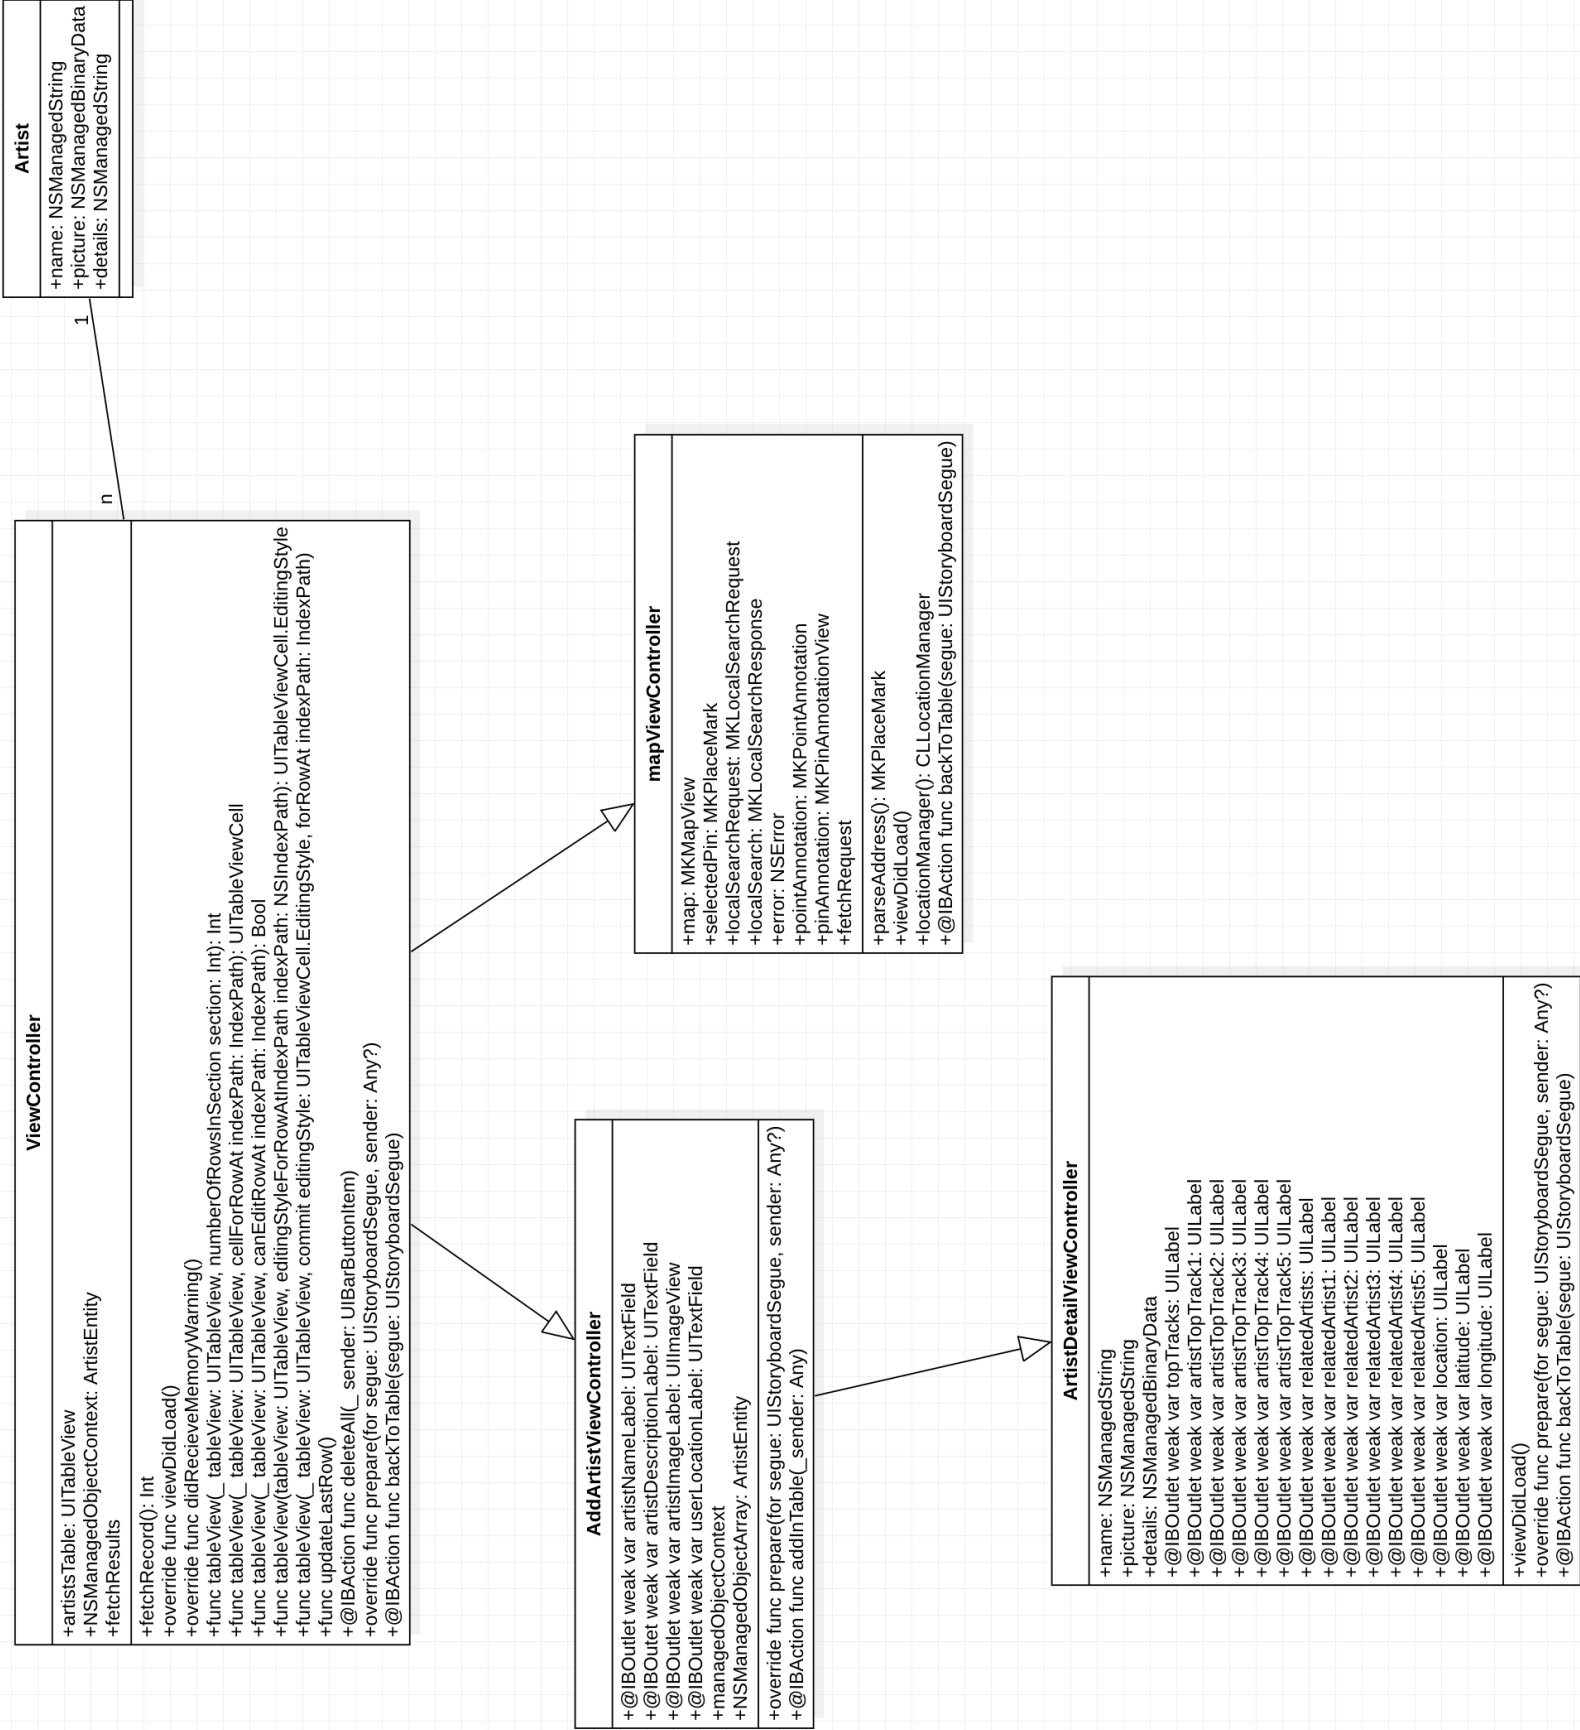 Artist
+name: NSManagedString
+picture: NSManagedBinaryData
+details: NSManagedString
1
n
ViewController
+artistsTable: UITableView
+NSManagedObjectContext: ArtistEntity
+fetchResults
+fetchRecord(): Int
+override func viewDidLoad()
+override func didRecieveMemoryWarning()
+func tableView(_ tableView: UITableView, numberOfRowsInSection section: Int): Int
+func tableView(_ tableView: UITableView, cellForRowAt indexPath: IndexPath): UITableViewCell
+func tableView(_ tableView: UITableView, canEditRowAt indexPath: IndexPath): Bool
+func tableView(tableView: UITableView, editingStyleForRowAtIndexPath indexPath: NSIndexPath): UITableViewCell.EditingStyle
+func tableView(_ tableView: UITableView, commit editingStyle: UITableViewCell.EditingStyle, forRowAt indexPath: IndexPath)
+func updateLastRow()
+@IBAction func deleteAll(_ sender: UIBarButtonItem)
+override func prepare(for segue: UIStoryboardSegue, sender: Any?)
+@IBAction func backToTable(segue: UIStoryboardSegue)
mapViewController
+map: MKMapView
+selectedPin: MKPlaceMark
+localSearchRequest: MKLocalSearchRequest
+localSearch: MKLocalSearchResponse
+error: NSError
+pointAnnotation: MKPointAnnotation
+pinAnnotation: MKPinAnnotationView
+fetchRequest
+parseAddress(): MKPlaceMark
+viewDidLoad()
+locationManager(): CLLocationManager
+@IBAction func backToTable(segue: UIStoryboardSegue)
AddArtistViewController
+@IBOutlet weak var artistNameLabel: UITextField
+@IBOutet weak var artistDescriptionLabel: UITextField
+@IBOutlet weak var artistImageLabel: UIImageView
+@IBOutlet weak var userLocationLabel: UITextField
+managedObjectContext
+NSManagedObjectArray: ArtistEntity
+override func prepare(for segue: UIStoryboardSegue, sender: Any?)
+@IBAction func addInTable(_sender: Any)
ArtistDetailViewController
+name: NSManagedString
+picture: NSManagedString
+details: NSManagedBinaryData
+@IBOutlet weak var topTracks: UILabel
+@IBOutlet weak var artistTopTrack1: UILabel
+@IBOutlet weak var artistTopTrack2: UILabel
+@IBOutlet weak var artistTopTrack3: UILabel
+@IBOutlet weak var artistTopTrack4: UILabel
+@IBOutlet weak var artistTopTrack5: UILabel
+@IBOutlet weak var relatedArtists: UILabel
+@IBOutlet weak var relatedArtist1: UILabel
+@IBOutlet weak var relatedArtist2: UILabel
+@IBOutlet weak var relatedArtist3: UILabel
+@IBOutlet weak var relatedArtist4: UILabel
+@IBOutlet weak var relatedArtist5: UILabel
+@IBOutlet weak var location: UILabel
+@IBOutlet weak var latitude: UILabel
+@IBOutlet weak var longitude: UILabel
+viewDidLoad()
+override func prepare(for segue: UIStoryboardSegue, sender: Any?)
+@IBAction func backToTable(segue: UIStoryboardSegue)